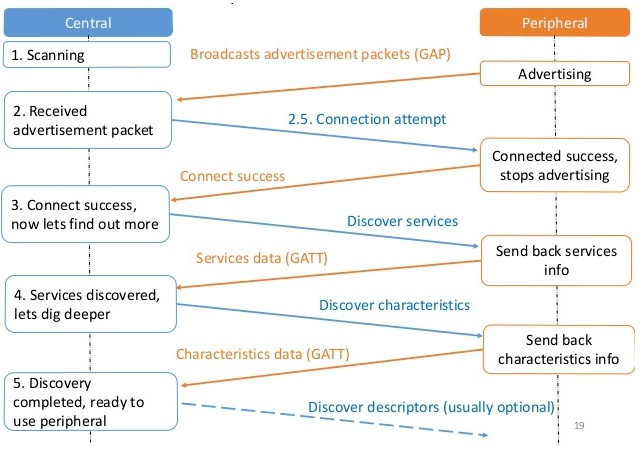 Central
Peripheral
1. Scanning
Broadcasts advertisement packets (GAP)
Advertising
2. Received
advertisement packet
2.5. Connection attempt
Connected success,
stops advertising
Connect success
3. Connect success,
now lets find out more
Discover services
Send back services
info
Services data (GATT)
4. Services discovered,
lets dig deeper
Discover characteristics
Send back
characteristics info
Characteristics data (GATT)
5. Discovery
completed, ready to
use peripheral
Discover descriptors (usually optional)
19